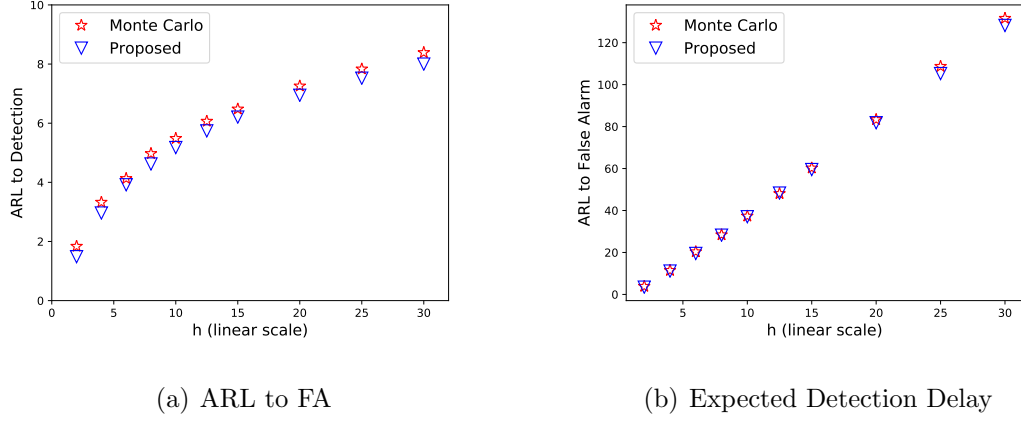 10
8
6
4
2
0
ARL to Detection
Monte Carlo
Proposed
0 5 10 15 20 25 30
h (linear scale)
(a) ARL to FA
120
100
80
60
40
20
0
ARL to False Alarm
Monte Carlo
Proposed
5 10 15 20 25 30
h (linear scale)
(b) Expected Detection Delay